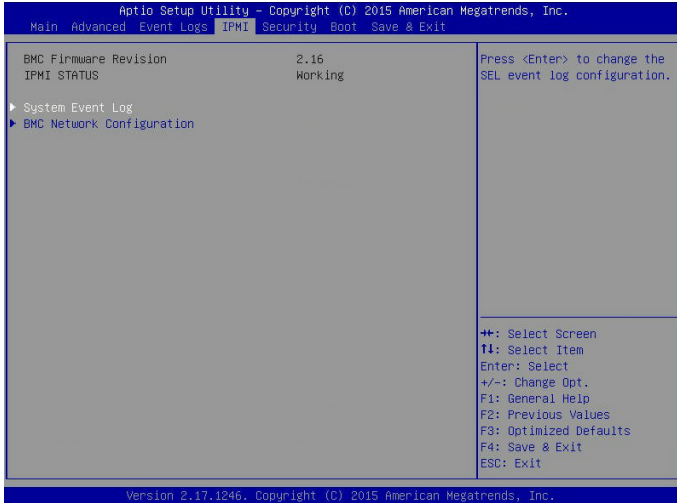 Aptio Setup Utility – Copyright (C) 2015 American Megatrends, Inc.
Main Advanced Event Logs IPMI Security Boot Save & Exit
BMC Firmware Revision 2.16
IPMI STATUS Working
System Event Log
BMC Network Configuration
Press <Enter> to change the
SEL event log configuration.
→←: Select Screen
↑↓: Select Item
Enter: Select
+/-: Change Opt.
F1: General Help
F2: Previous Values
F3: Optimized Defaults
F4: Save & Exit
ESC: Exit
Version 2.17.1246. Copyright (C) 2015 American Megatrends, Inc.